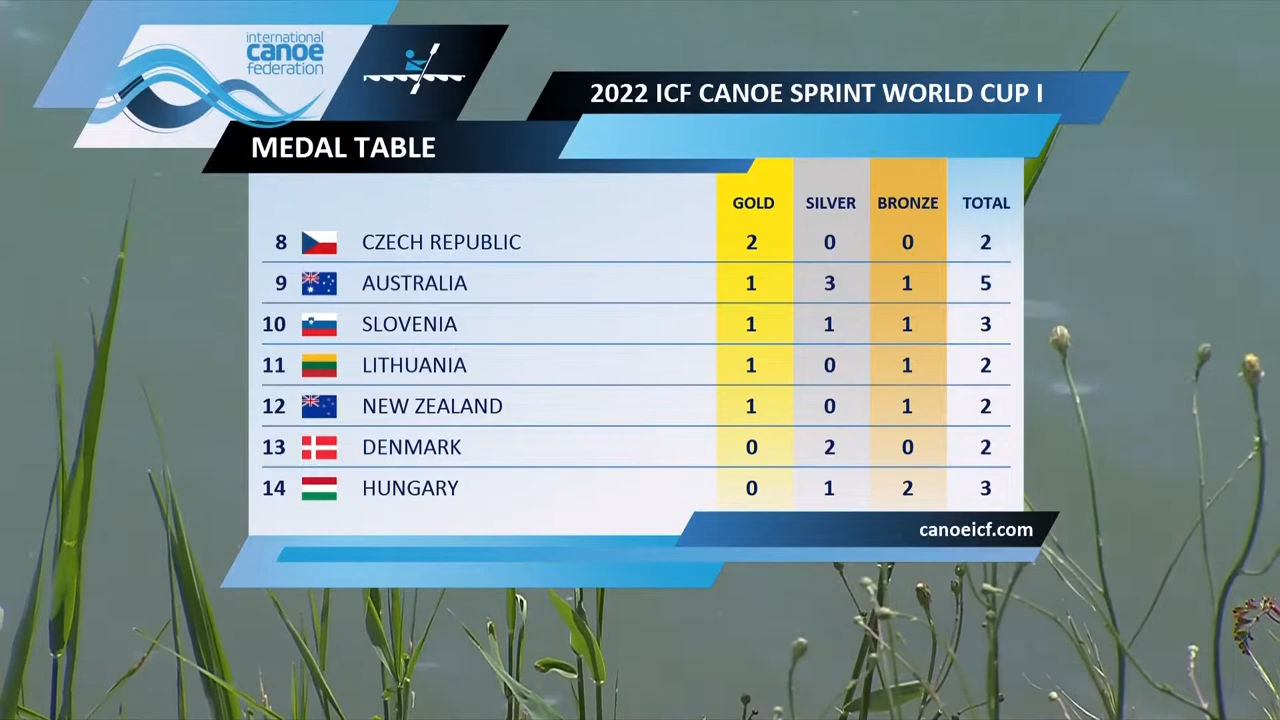 international
canoe
federation
2022 ICF CANOE SPRINT WORLD CUP I
MEDAL TABLE
GOLD SILVER BRONZE TOTAL
8 CZECH REPUBLIC 2 0 0 2
9 AUSTRALIA 1 3 1 5
10 SLOVENIA 1 1 1 3
11 LITHUANIA 1 0 1 2
12 NEW ZEALAND 1 0 1 2
13 DENMARK 0 2 0 2
14 HUNGARY 0 1 2 3
canoeicf.com